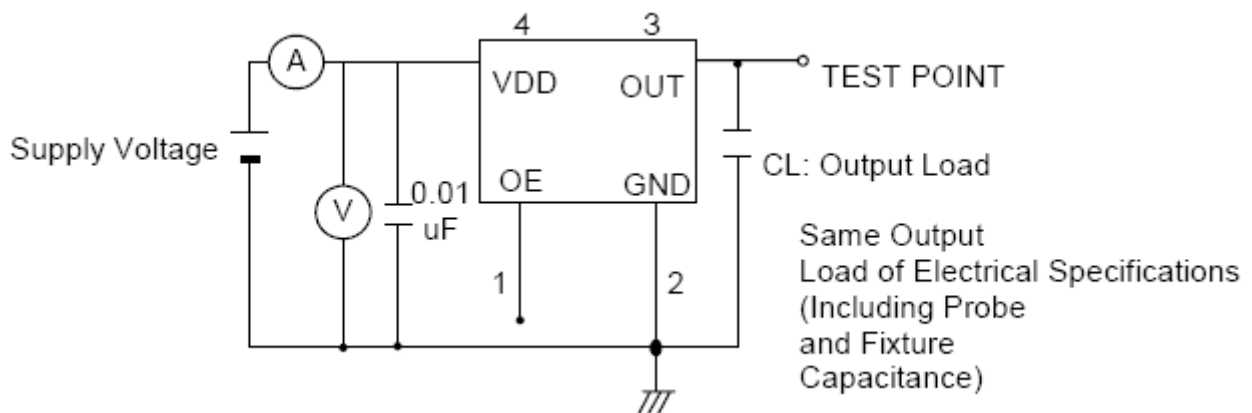 4
3
A
VDD
OUT
TEST POINT
Supply Voltage
CL: Output Load
OE
GND
0.01
uF
V
1
2
Same Output
Load of Electrical Specifications
(Including Probe
and Fixture
Capacitance)